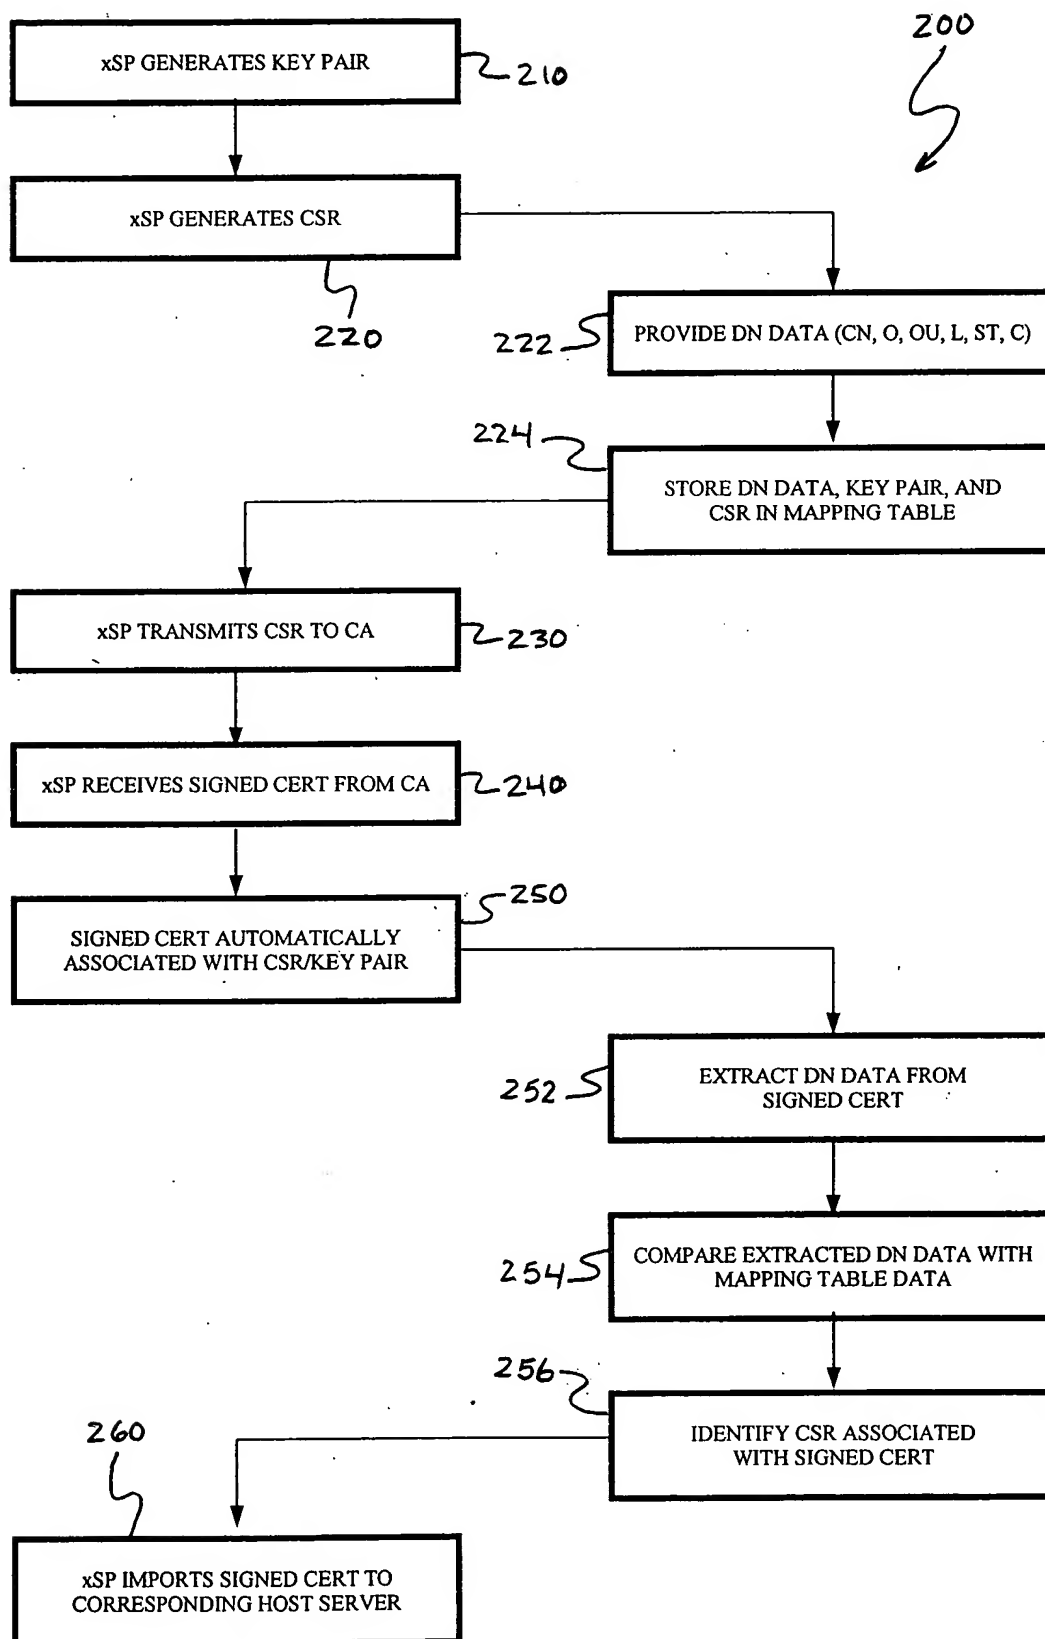 200
xSP GENERATES KEY PAIR
210
xSP GENERATES CSR
220
222
PROVIDE DN DATA (CN, O, OU, L, ST, C)
224
STORE DN DATA, KEY PAIR, AND
CSR IN MAPPING TABLE
xSP TRANSMITS CSR TO CA
230
xSP RECEIVES SIGNED CERT FROM CA
240
250
SIGNED CERT AUTOMATICALLY
ASSOCIATED WITH CSR/KEY PAIR
252
EXTRACT DN DATA FROM
SIGNED CERT
254
COMPARE EXTRACTED DN DATA WITH
MAPPING TABLE DATA
256
IDENTIFY CSR ASSOCIATED
WITH SIGNED CERT
260
xSP IMPORTS SIGNED CERT TO
CORRESPONDING HOST SERVER